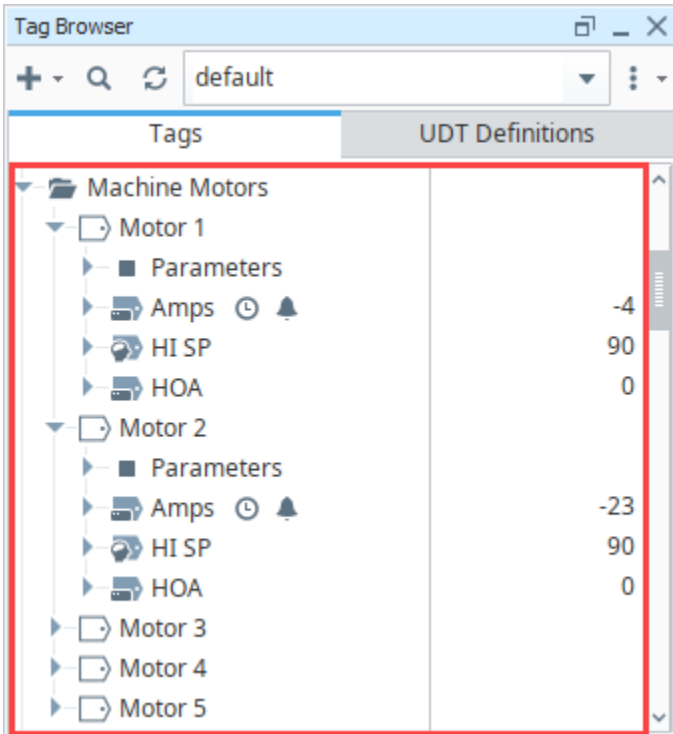 Tag Browser
default
Tags UDT Definitions
Machine Motors
Motor 1
Parameters
Amps -4
HI SP 90
HOA 0
Motor 2
Parameters
Amps -23
HI SP 90
HOA 0
Motor 3
Motor 4
Motor 5